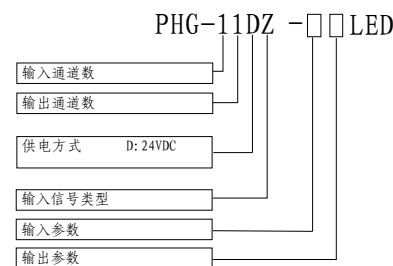 PHG-11DZ -□□LED
输入通道数
输出通道数
供电方式 D: 24VDC
输入信号类型
输入参数
输出参数